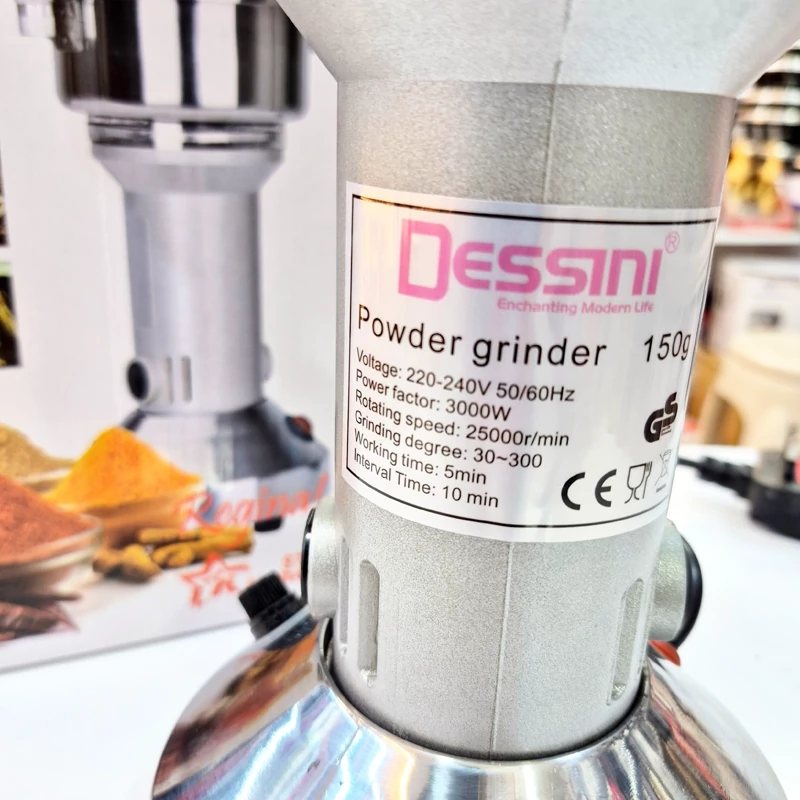 DESSINI®
Enchanting Modern Life
Powder grinder 150g
Voltage: 220-240V 50/60Hz
Power factor: 3000W
Rotating speed: 25000r/min
Grinding degree: 30~300
Working time: 5min
Interval Time: 10 min
GS
CE